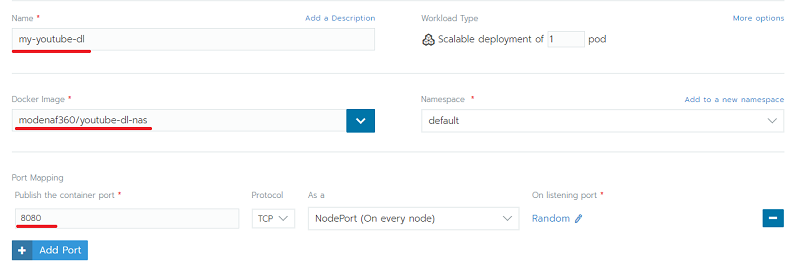 Name * Add a Description Workload Type More options
my-youtube-dl Scalable deployment of 1 pod
Docker Image * Namespace * Add to a new namespace
modenaf360/youtube-dl-nas default
Port Mapping
Publish the container port * Protocol As a On listening port *
8080 TCP NodePort (On every node) Random
+ Add Port